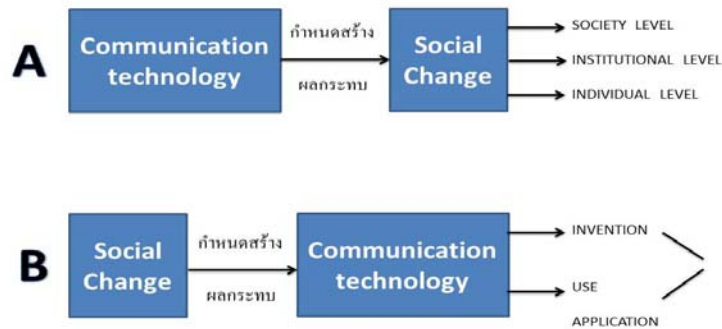 A
Communication
technology
กำหนดสร้าง
ผลกระทบ
Social
Change
SOCIETY LEVEL
INSTITUTIONAL LEVEL
INDIVIDUAL LEVEL
B
Social
Change
กำหนดสร้าง
ผลกระทบ
Communication
technology
INVENTION
USE
APPLICATION